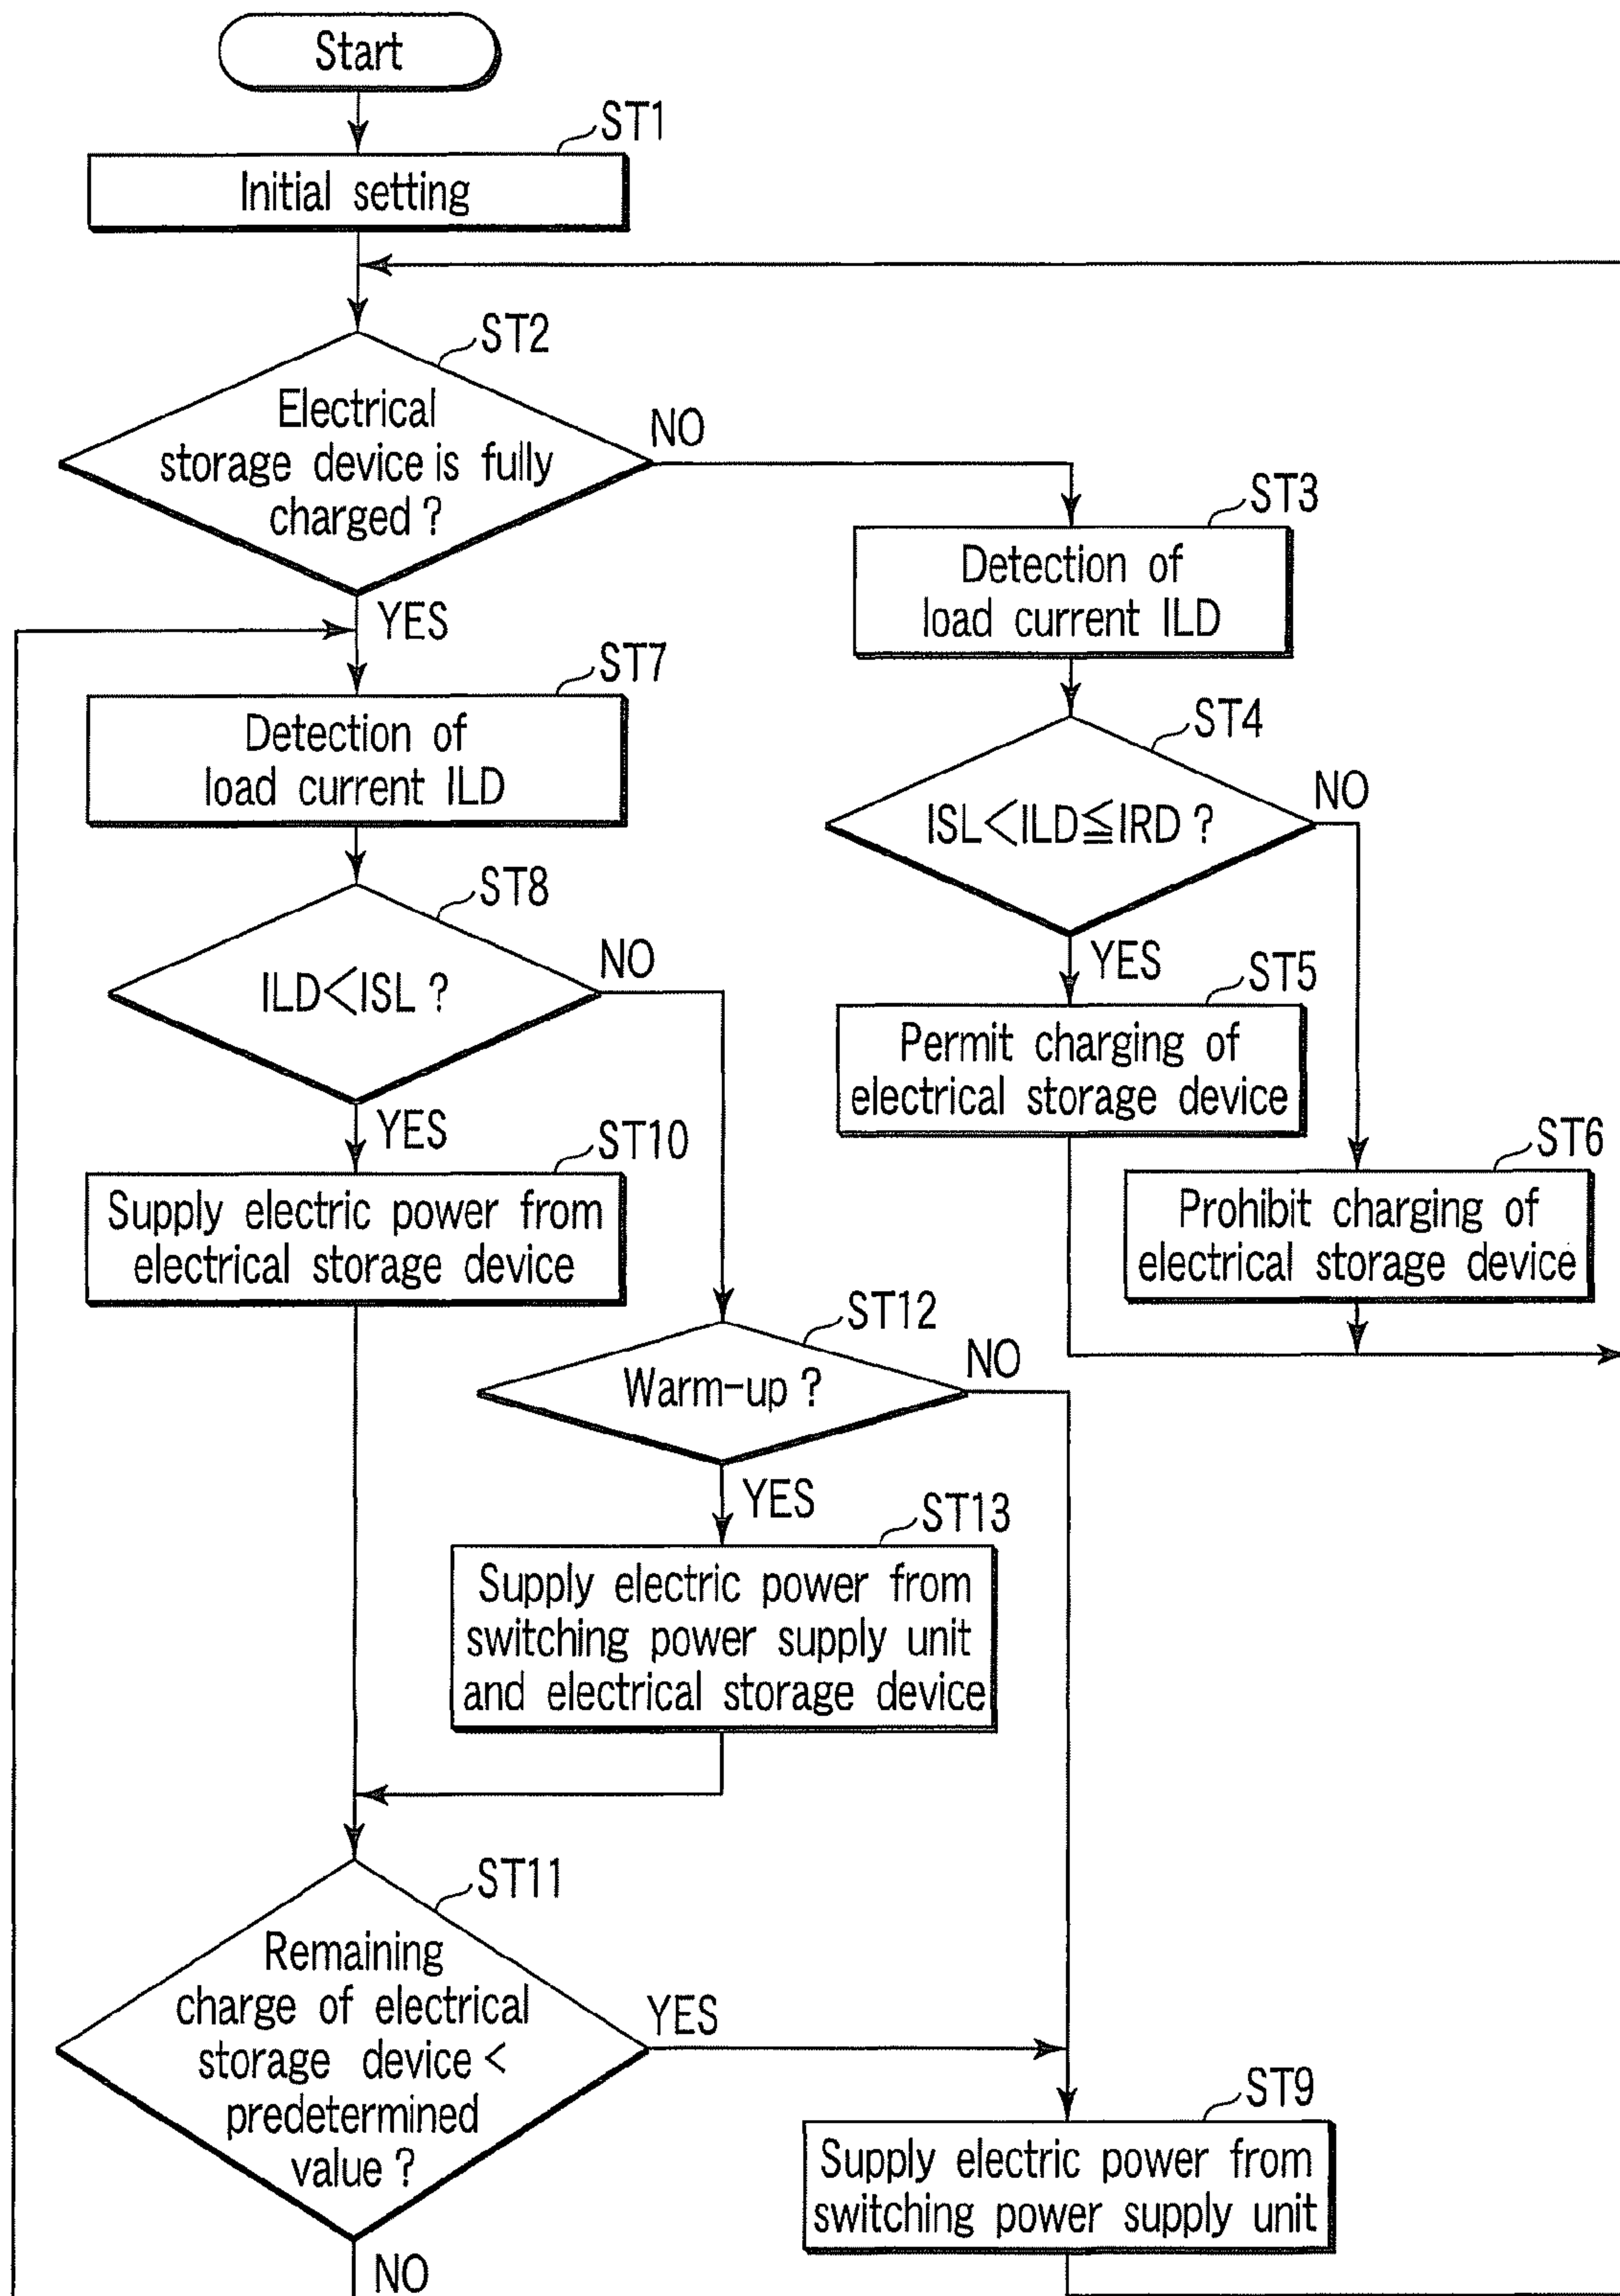 Start
ST1
Initial setting
ST2
Electrical
storage device is fully
charged ?
NO
YES
ST3
Detection of
load current ILD
ST4
ISL<ILD≦IRD ?
NO
YES
ST5
Permit charging of
electrical storage device
ST6
Prohibit charging of
electrical storage device
ST7
Detection of
load current ILD
ST8
ILD<ISL ?
NO
YES
ST10
Supply electric power from
electrical storage device
ST12
Warm-up ?
NO
YES
ST13
Supply electric power from
switching power supply unit
and electrical storage device
ST11
Remaining
charge of electrical
storage device <
predetermined
value ?
YES
NO
ST9
Supply electric power from
switching power supply unit